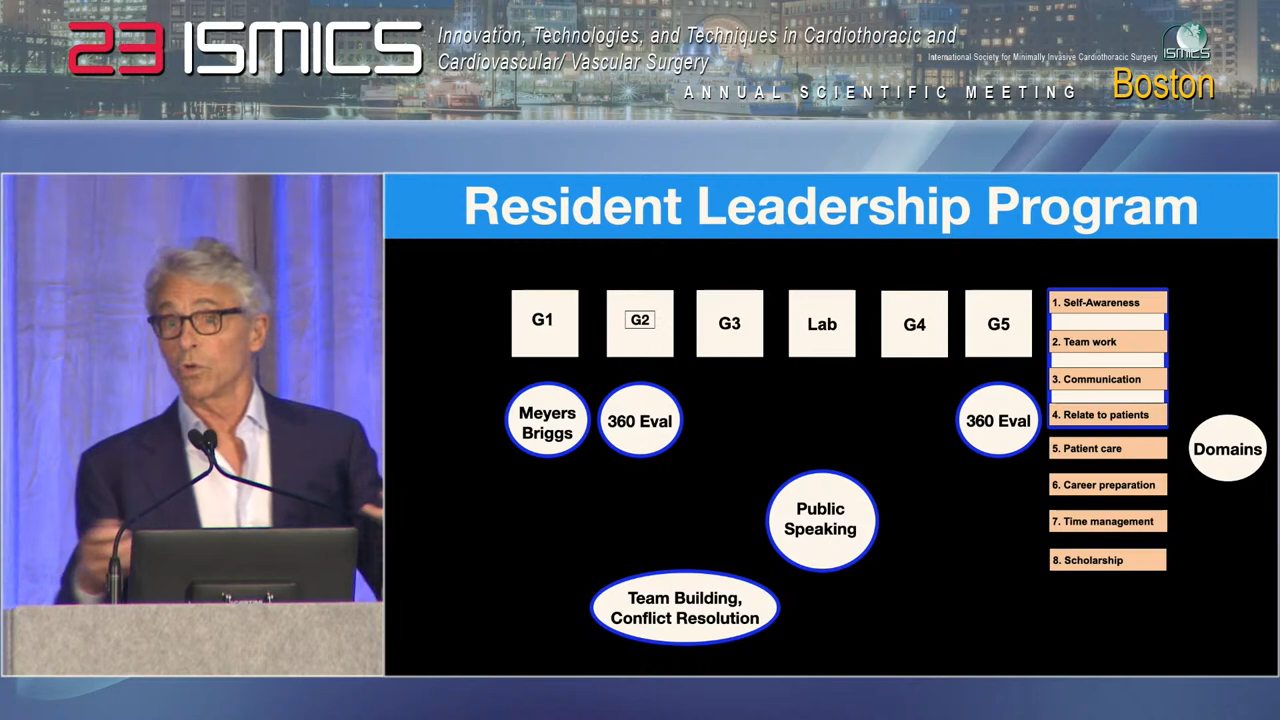 23 ISMICS
Innovation, Technologies, and Techniques in Cardiothoracic and
Cardiovascular/ Vascular Surgery
International Society for Minimally Invasive Cardiothoracic Surgery
ISMICS
ANNUAL SCIENTIFIC MEETING
Boston
Resident Leadership Program
G1
G2
G3
Lab
G4
G5
Meyers
Briggs
360 Eval
360 Eval
Public
Speaking
Team Building,
Conflict Resolution
1. Self-Awareness
2. Team work
3. Communication
4. Relate to patients
5. Patient care
6. Career preparation
7. Time management
8. Scholarship
Domains